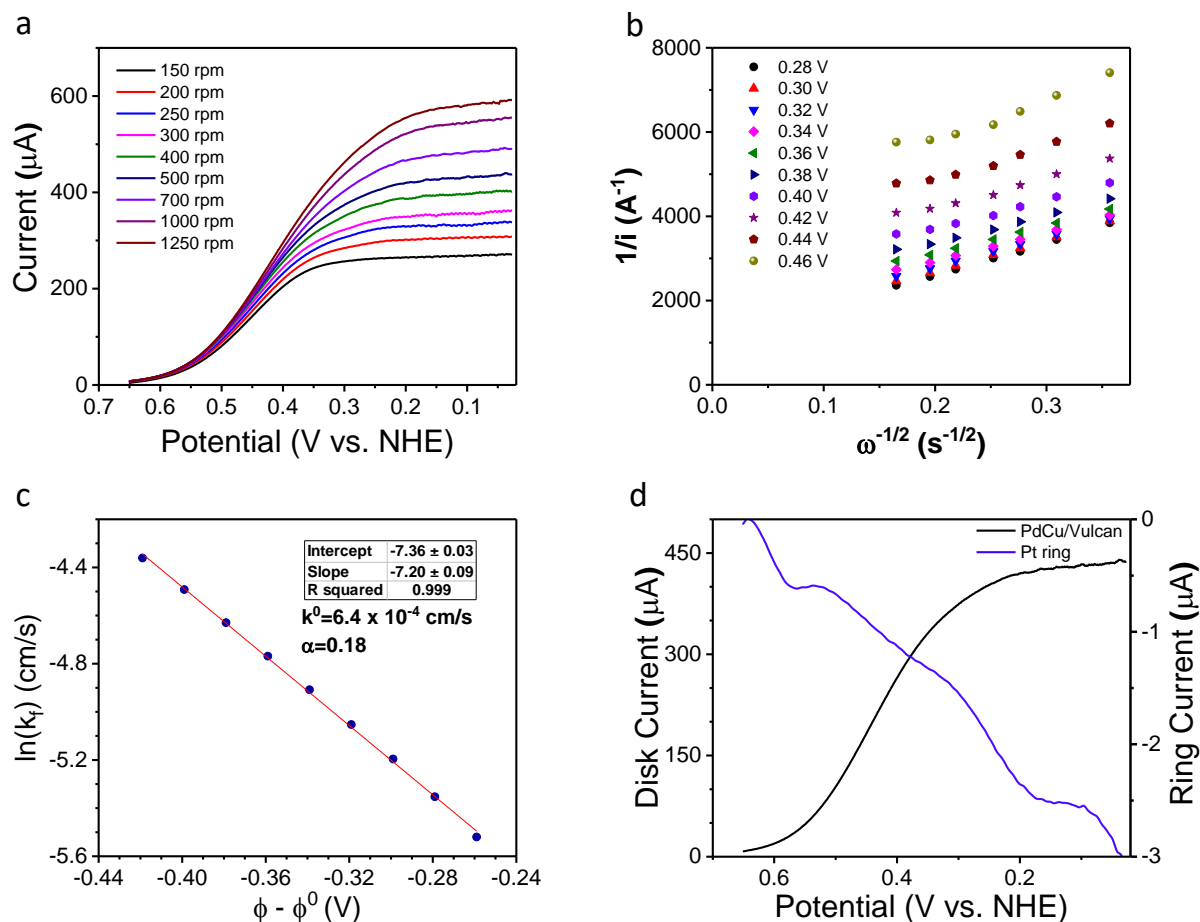 a
Current (μA)
600
400
200
0
150 rpm
200 rpm
250 rpm
300 rpm
400 rpm
500 rpm
700 rpm
1000 rpm
1250 rpm
0.7 0.6 0.5 0.4 0.3 0.2 0.1
Potential (V vs. NHE)
b
1/i (A⁻¹)
8000
6000
4000
2000
0
0.28 V
0.30 V
0.32 V
0.34 V
0.36 V
0.38 V
0.40 V
0.42 V
0.44 V
0.46 V
0.0 0.1 0.2 0.3
ω⁻¹/² (s⁻¹/²)
c
ln(k_f) (cm/s)
-4.4
-4.8
-5.2
-5.6
Intercept -7.36 ± 0.03
Slope -7.20 ± 0.09
R squared 0.999
k⁰=6.4 x 10⁻⁴ cm/s
α=0.18
-0.44 -0.40 -0.36 -0.32 -0.28 -0.24
ϕ - ϕ⁰ (V)
d
Disk Current (μA)
450
300
150
0
PdCu/Vulcan
Pt ring
0
-1
-2
-3
Ring Current (μA)
0.6 0.4 0.2
Potential (V vs. NHE)